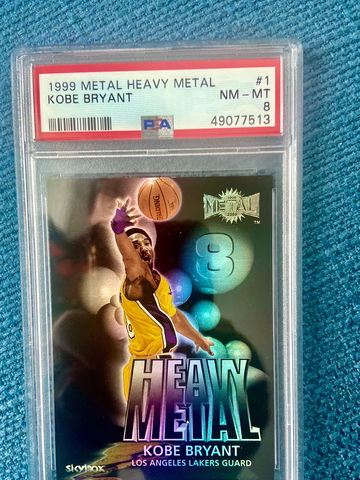 1999 METAL HEAVY METAL #1
KOBE BRYANT NM - MT
8
PSA 49077513
METAL
TM
8
HEAVY
METAL
KOBE BRYANT
LOS ANGELES LAKERS GUARD
skybox